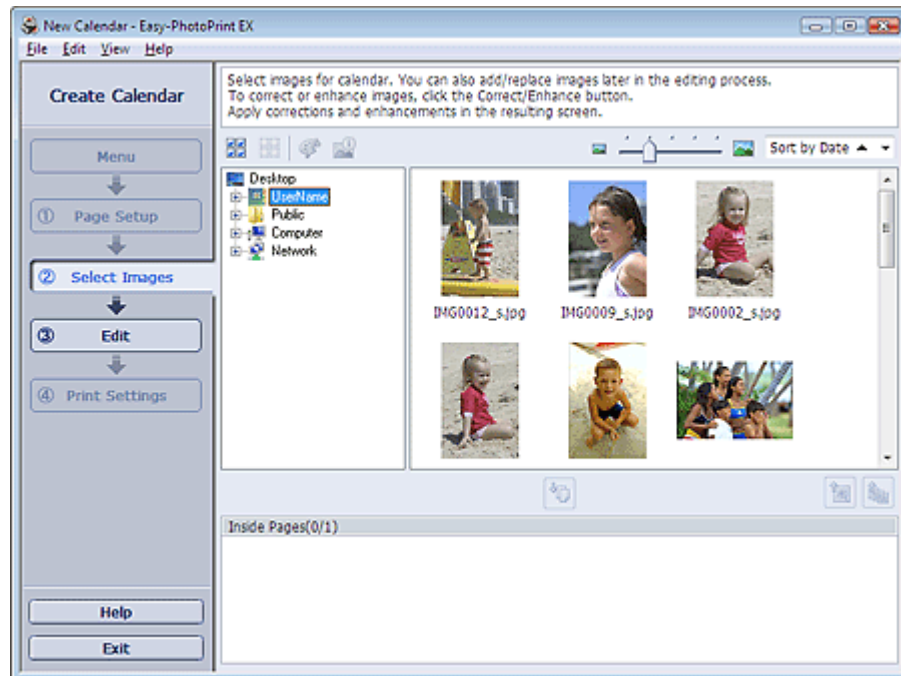 New Calendar - Easy-PhotoPrint EX
File Edit View Help
Create Calendar
Select images for calendar. You can also add/replace images later in the editing process.
To correct or enhance images, click the Correct/Enhance button.
Apply corrections and enhancements in the resulting screen.
Menu
① Page Setup
② Select Images
③ Edit
④ Print Settings
Help
Exit
Sort by Date
Desktop
UserName
Public
Computer
Network
IMG0012_s.jpg IMG0009_s.jpg IMG0002_s.jpg
Inside Pages(0/1)